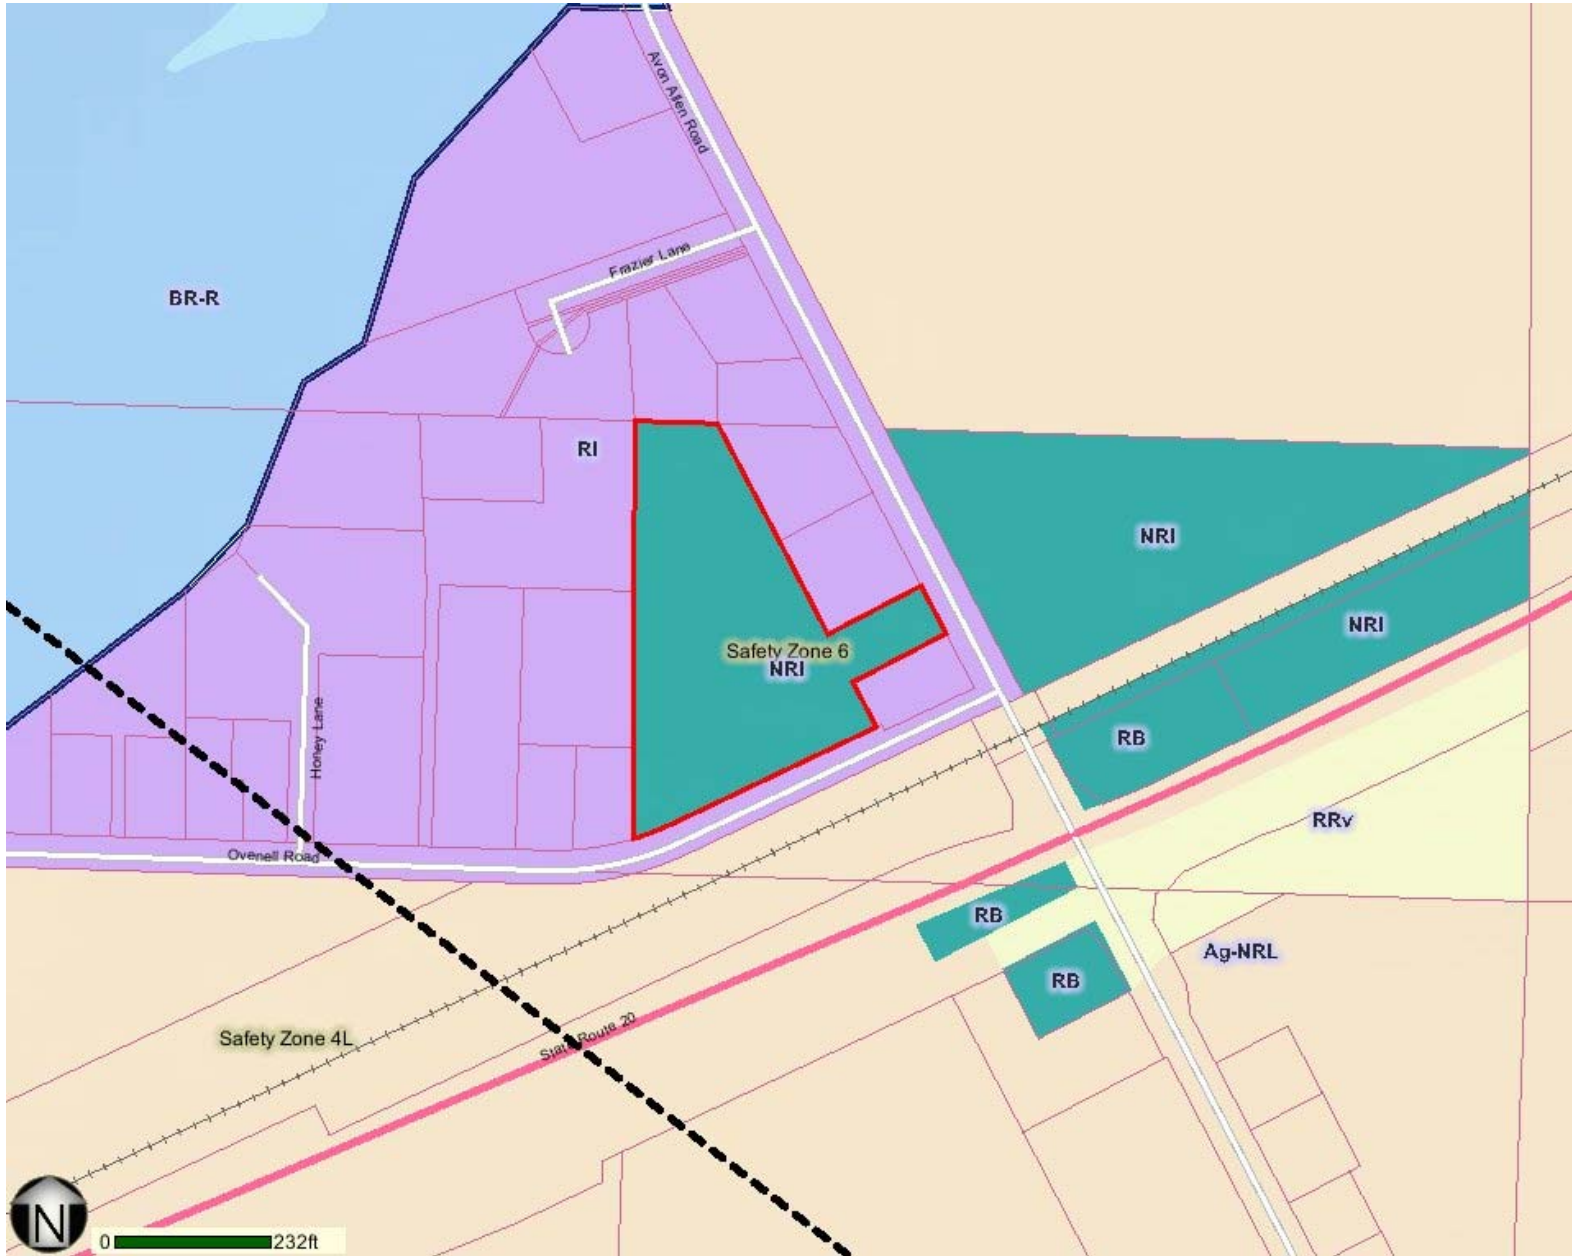 Avon Allen Road
Frazier Lane
BR-R
RI
NRI
NRI
Safety Zone 6
NRI
Honey Lane
RB
RRv
Ovenell Road
RB
Ag-NRL
RB
Safety Zone 4L
State Route 20
N
0 232ft